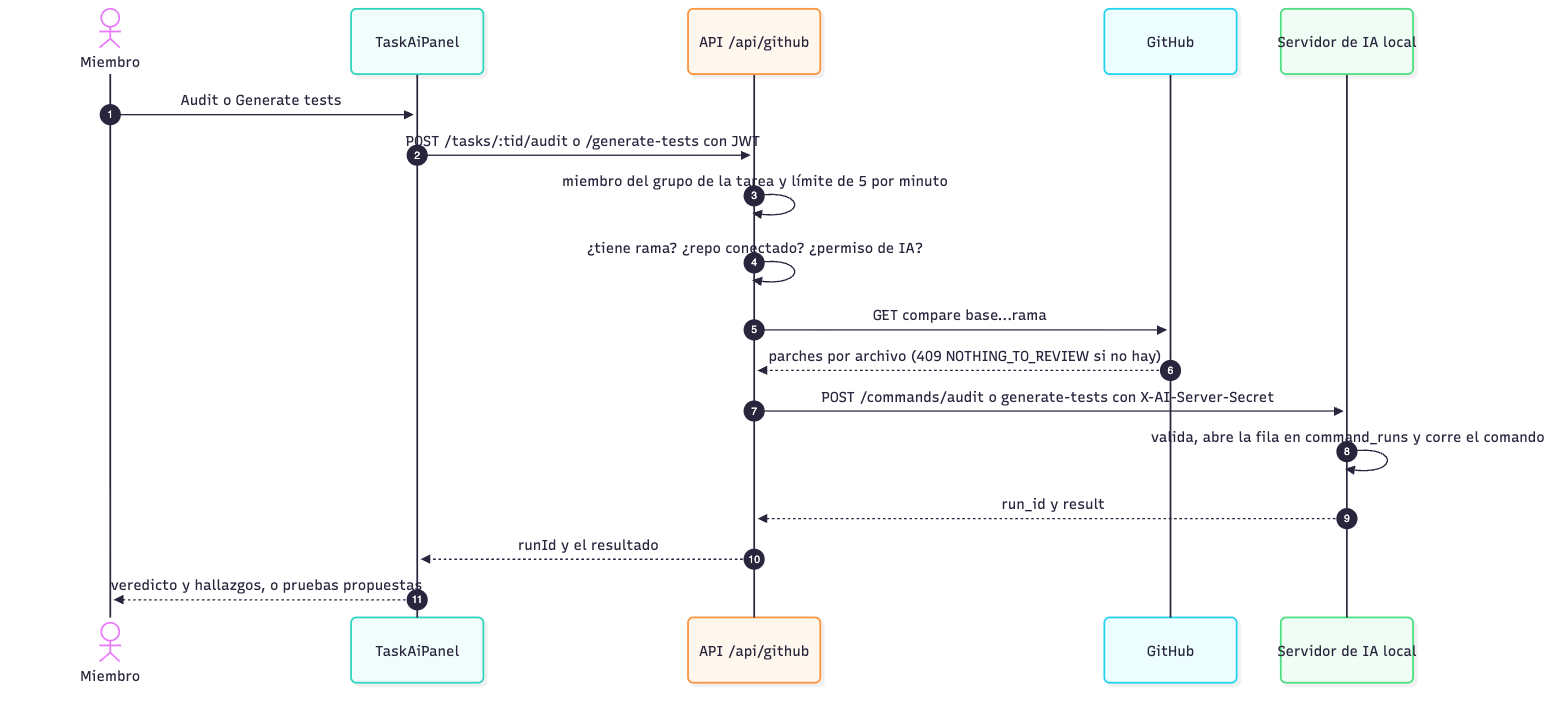 Miembro
TaskAiPanel
API /api/github
GitHub
Servidor de IA local
Audit o Generate tests
1
POST /tasks/:tid/audit o /generate-tests con JWT
2
miembro del grupo de la tarea y límite de 5 por minuto
3
¿tiene rama? ¿repo conectado? ¿permiso de IA?
4
GET compare base...rama
5
parches por archivo (409 NOTHING_TO_REVIEW si no hay)
6
POST /commands/audit o generate-tests con X-AI-Server-Secret
7
valida, abre la fila en command_runs y corre el comando
8
run_id y result
9
runId y el resultado
10
veredicto y hallazgos, o pruebas propuestas
11
Miembro
TaskAiPanel
API /api/github
GitHub
Servidor de IA local